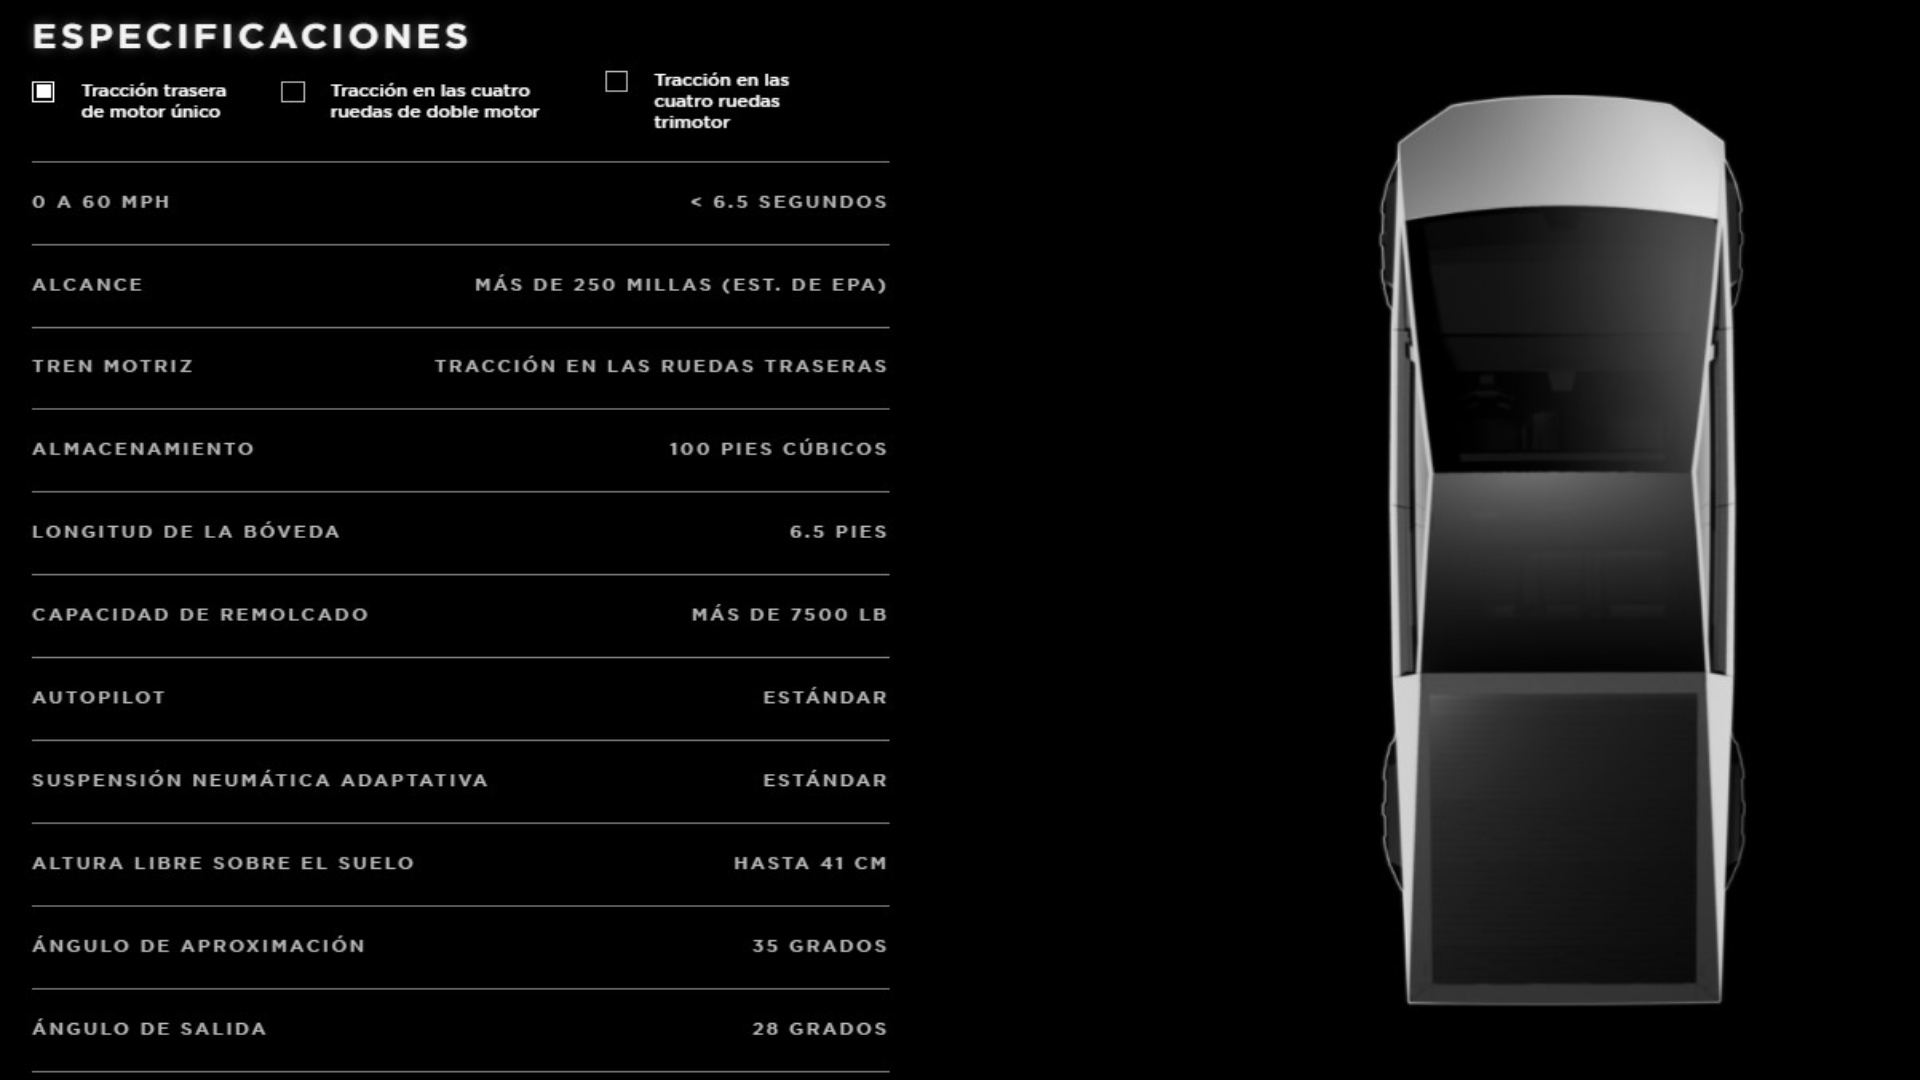 ESPECIFICACIONES
Tracción trasera
de motor único
Tracción en las cuatro
ruedas de doble motor
Tracción en las
cuatro ruedas
trimotor
0 A 60 MPH < 6.5 SEGUNDOS
ALCANCE MÁS DE 250 MILLAS (EST. DE EPA)
TREN MOTRIZ TRACCIÓN EN LAS RUEDAS TRASERAS
ALMACENAMIENTO 100 PIES CÚBICOS
LONGITUD DE LA BÓVEDA 6.5 PIES
CAPACIDAD DE REMOLCADO MÁS DE 7500 LB
AUTOPILOT ESTÁNDAR
SUSPENSIÓN NEUMÁTICA ADAPTATIVA ESTÁNDAR
ALTURA LIBRE SOBRE EL SUELO HASTA 41 CM
ÁNGULO DE APROXIMACIÓN 35 GRADOS
ÁNGULO DE SALIDA 28 GRADOS